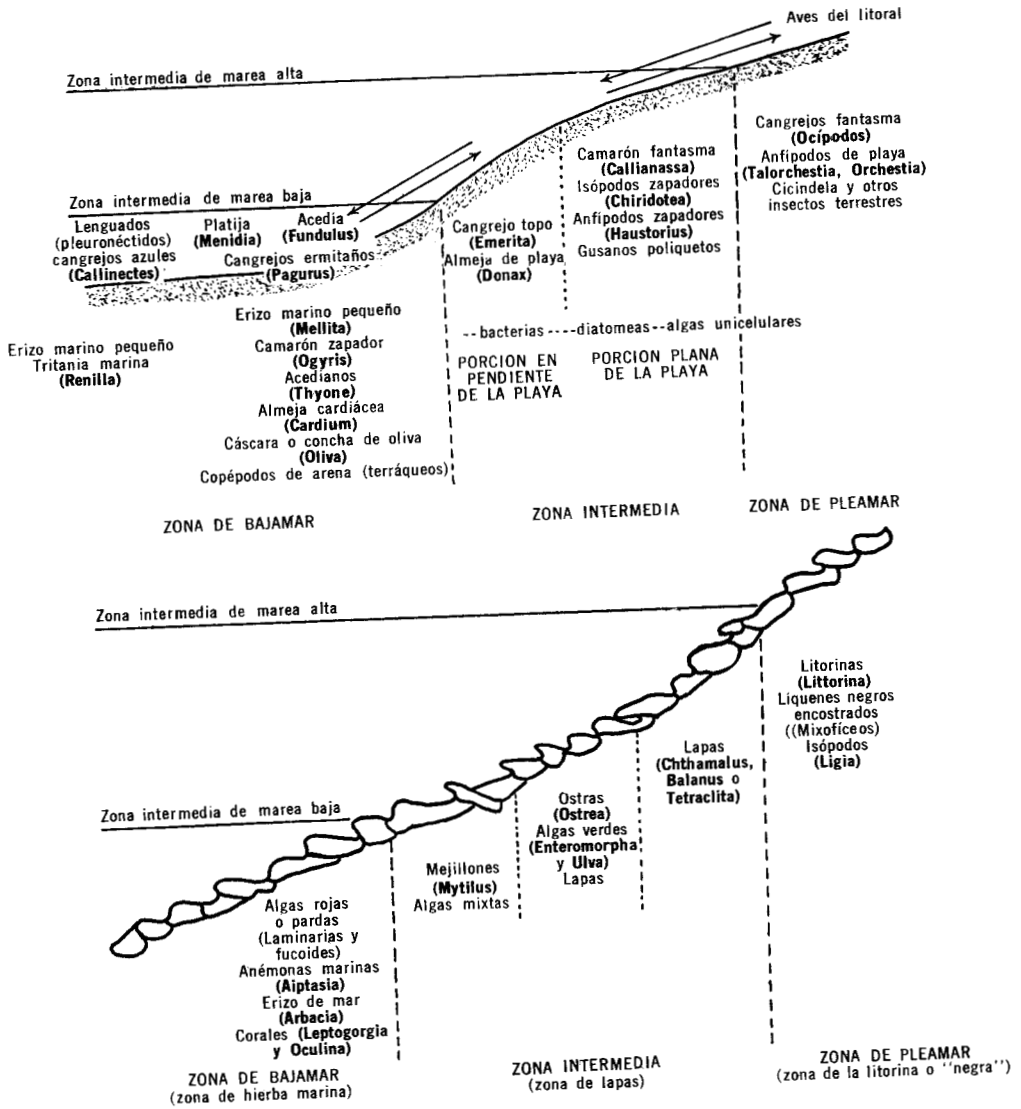 Aves del litoral
Zona intermedia de marea alta
Cangrejos fantasma
(Ocípodos)
Anfípodos de playa
(Talorchestia, Orchestia)
Cicindela y otros
insectos terrestres
Camarón fantasma
(Callianassa)
Isópodos zapadores
(Chiridotea)
Anfípodos zapadores
(Haustorius)
Gusanos poliquetos
Zona intermedia de marea baja
Lenguados
(pleuronéctidos)
cangrejos azules
(Callinectes)
Platija
(Menidia)
Acedia
(Fundulus)
Cangrejos ermitaños
(Pagurus)
Cangrejo topo
(Emerita)
Almeja de playa
(Donax)
Erizo marino pequeño
Tritania marina
(Renilla)
Erizo marino pequeño
(Mellita)
Camarón zapador
(Ogyris)
Acedianos
(Thyone)
Almeja cardiácea
(Cardium)
Cáscara o concha de oliva
(Oliva)
Copépodos de arena (terráqueos)
--bacterias----diatomeas--algas unicelulares
PORCION EN
PENDIENTE
DE LA PLAYA
PORCION PLANA
DE LA PLAYA
ZONA DE BAJAMAR
ZONA INTERMEDIA
ZONA DE PLEAMAR
Zona intermedia de marea alta
Litorinas
(Littorina)
Líquenes negros
encostrados
((Mixofíceos)
Isópodos
(Ligia)
Lapas
(Chthamalus,
Balanus o
Tetraclita)
Zona intermedia de marea baja
Ostras
(Ostrea)
Algas verdes
(Enteromorpha
y Ulva)
Lapas
Mejillones
(Mytilus)
Algas mixtas
Algas rojas
o pardas
(Laminarias y
fucoides)
Anémonas marinas
(Aiptasia)
Erizo de mar
(Arbacia)
Corales (Leptogorgia
y Oculina)
ZONA DE BAJAMAR
(zona de hierba marina)
ZONA INTERMEDIA
(zona de lapas)
ZONA DE PLEAMAR
(zona de la litorina o "negra")